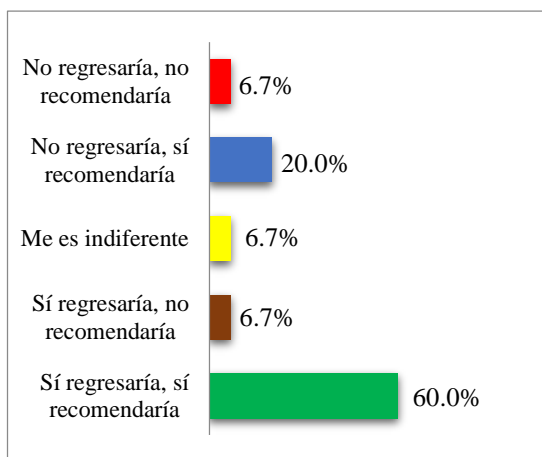 No regresaría, no
recomendaría
6.7%
No regresaría, sí
recomendaría
20.0%
Me es indiferente
6.7%
Sí regresaría, no
recomendaría
6.7%
Sí regresaría, sí
recomendaría
60.0%